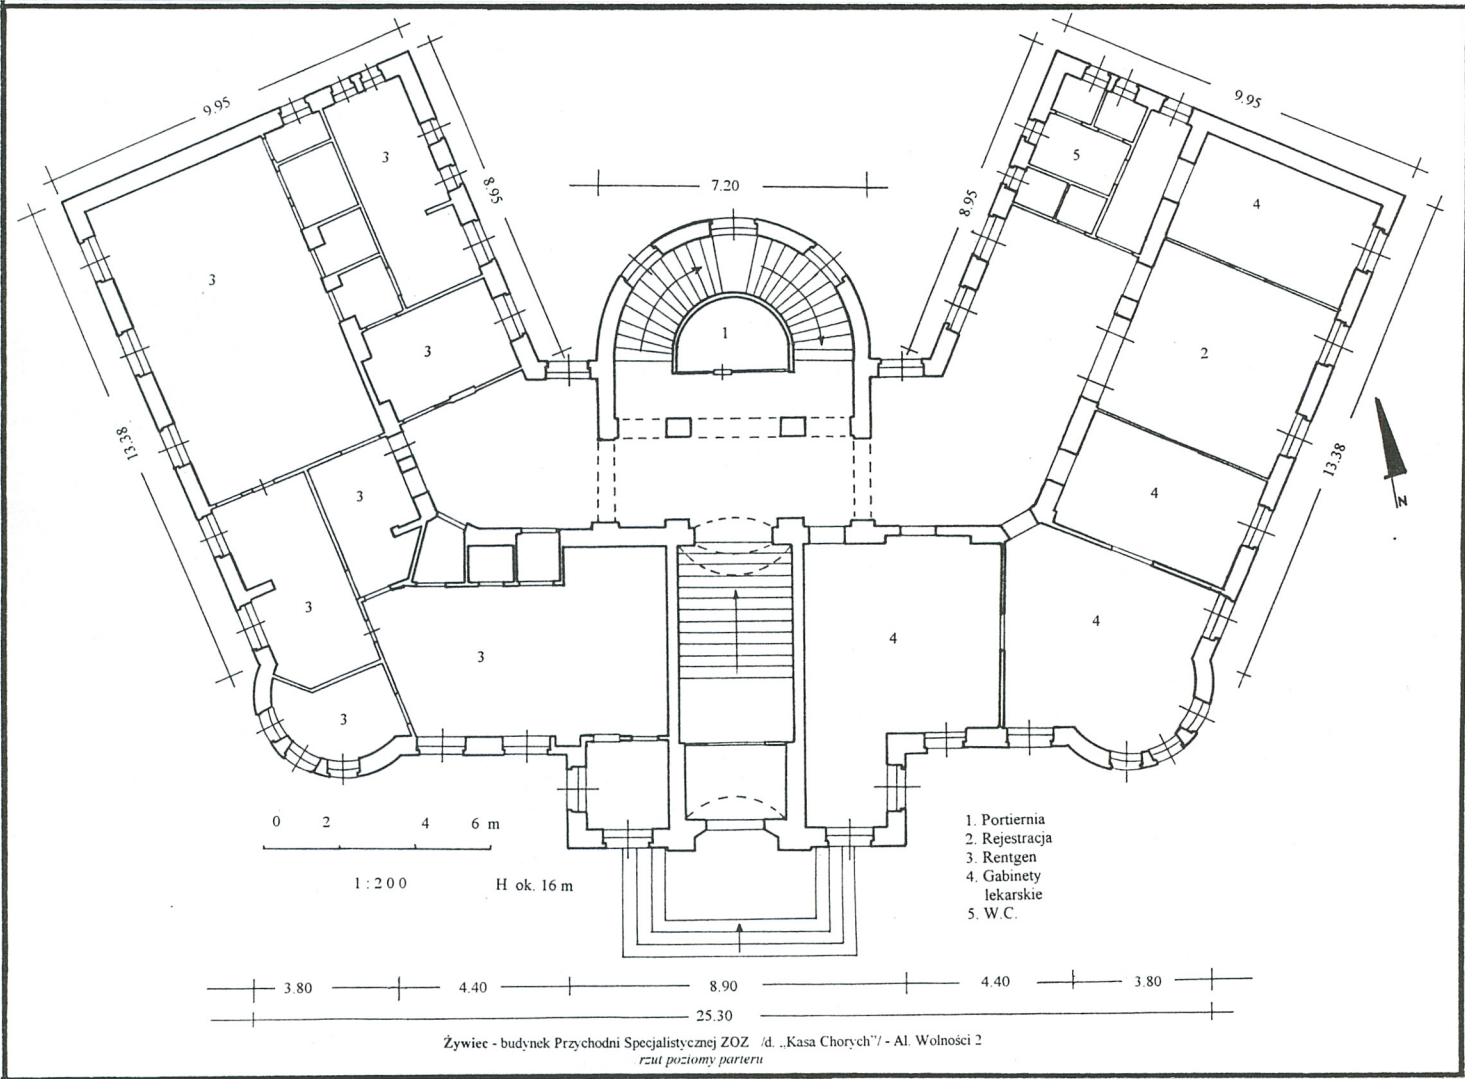 9.95
9.95
3
5
8.95
7.20
8.95
4
3
1
2
3
13.38
13.38
3
4
N
3
4
4
3
3
0 2 4 6 m
1:200
H ok. 16 m
1. Portiernia
2. Rejestracja
3. Rentgen
4. Gabinety
lekarskie
5. W.C.
3.80 4.40 8.90 4.40 3.80
25.30
Żywiec - budynek Przychodni Specjalistycznej ZOZ /d. „Kasa Chorych"/ - Al. Wolności 2
rzut poziomy parteru